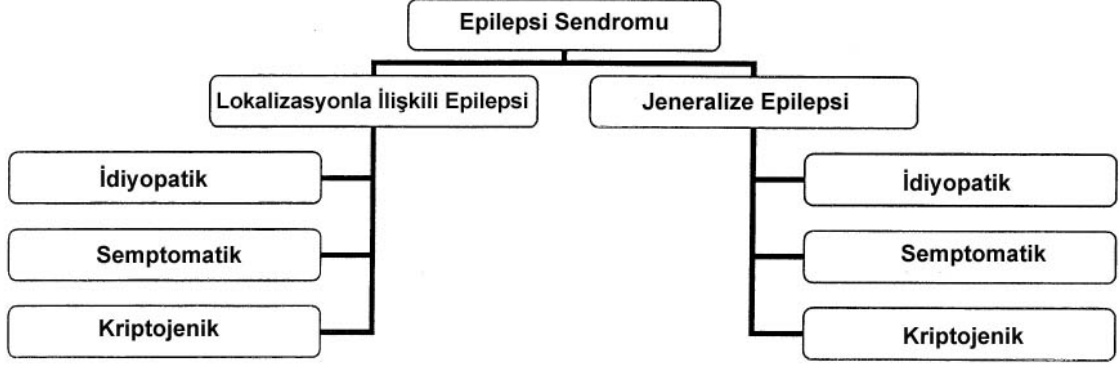 Epilepsi Sendromu
Lokalizasyonla İlişkili Epilepsi
Jeneralize Epilepsi
İdiyopatik
Semptomatik
Kriptojenik
İdiyopatik
Semptomatik
Kriptojenik